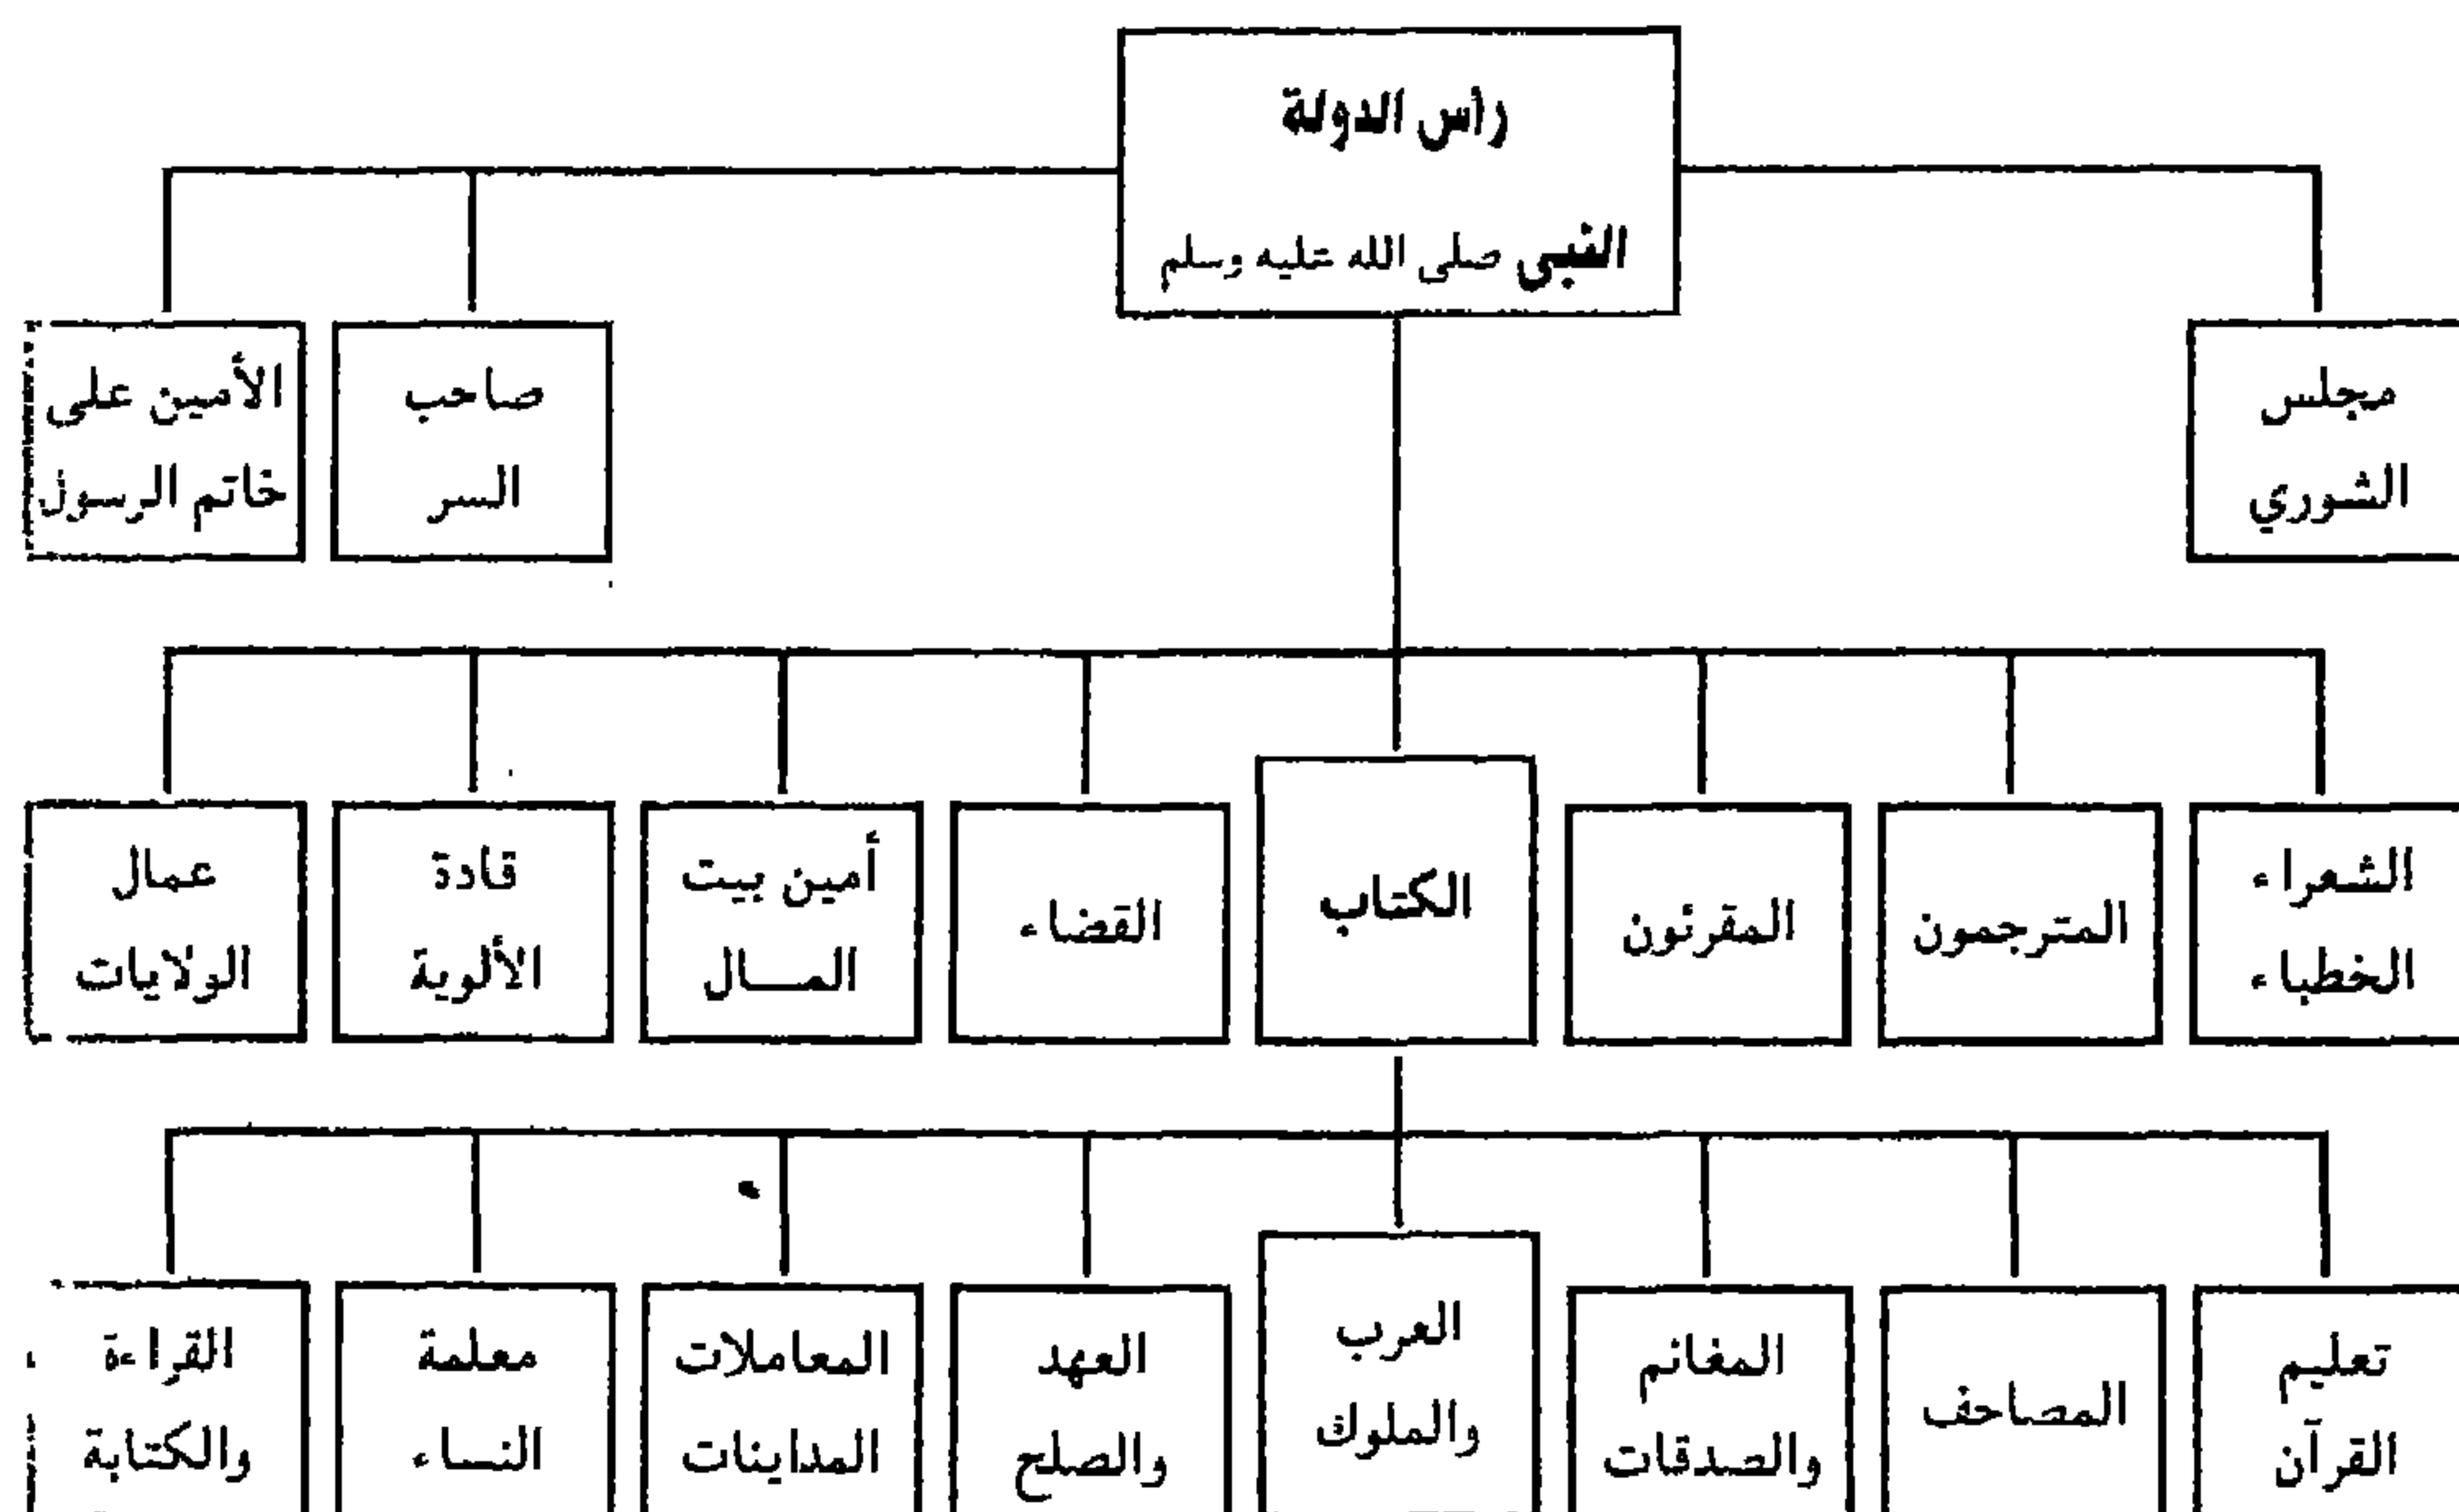 رأس الدولة
النبي صلى الله عليه وسلم
مجلس
الشوري
صاحب
السر
الأمين على
خاتم الرسول
الشعراء
الخطباء
المترجمون
المقرئون
الكتاب
القضاء
أمين بيت
المـــال
قادة
الألوية
عمال
الولايات
تعليم
القرآن
المصاحف
المغانم
والصدقات
العرب
والملوك
العهد
والصلح
المعاملات
المداينات
معلمة
النساء
القراءة
والكتابة